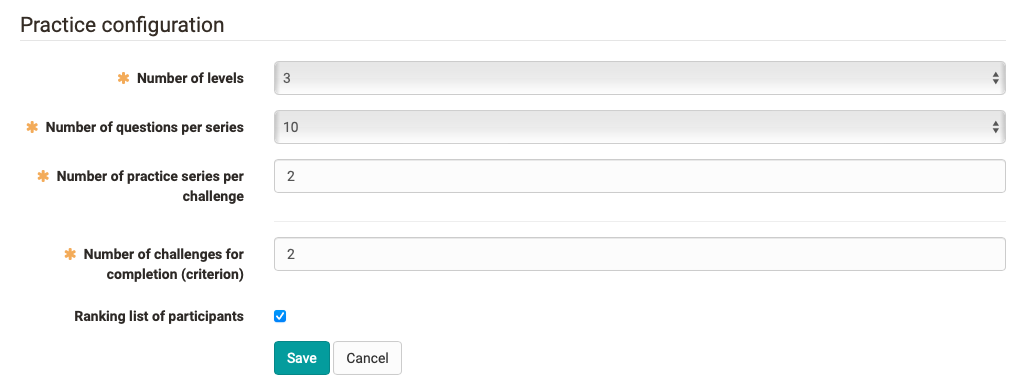 Practice configuration
✱ Number of levels
3
✱ Number of questions per series
10
✱ Number of practice series per
challenge
2
✱ Number of challenges for
completion (criterion)
2
Ranking list of participants
Save
Cancel